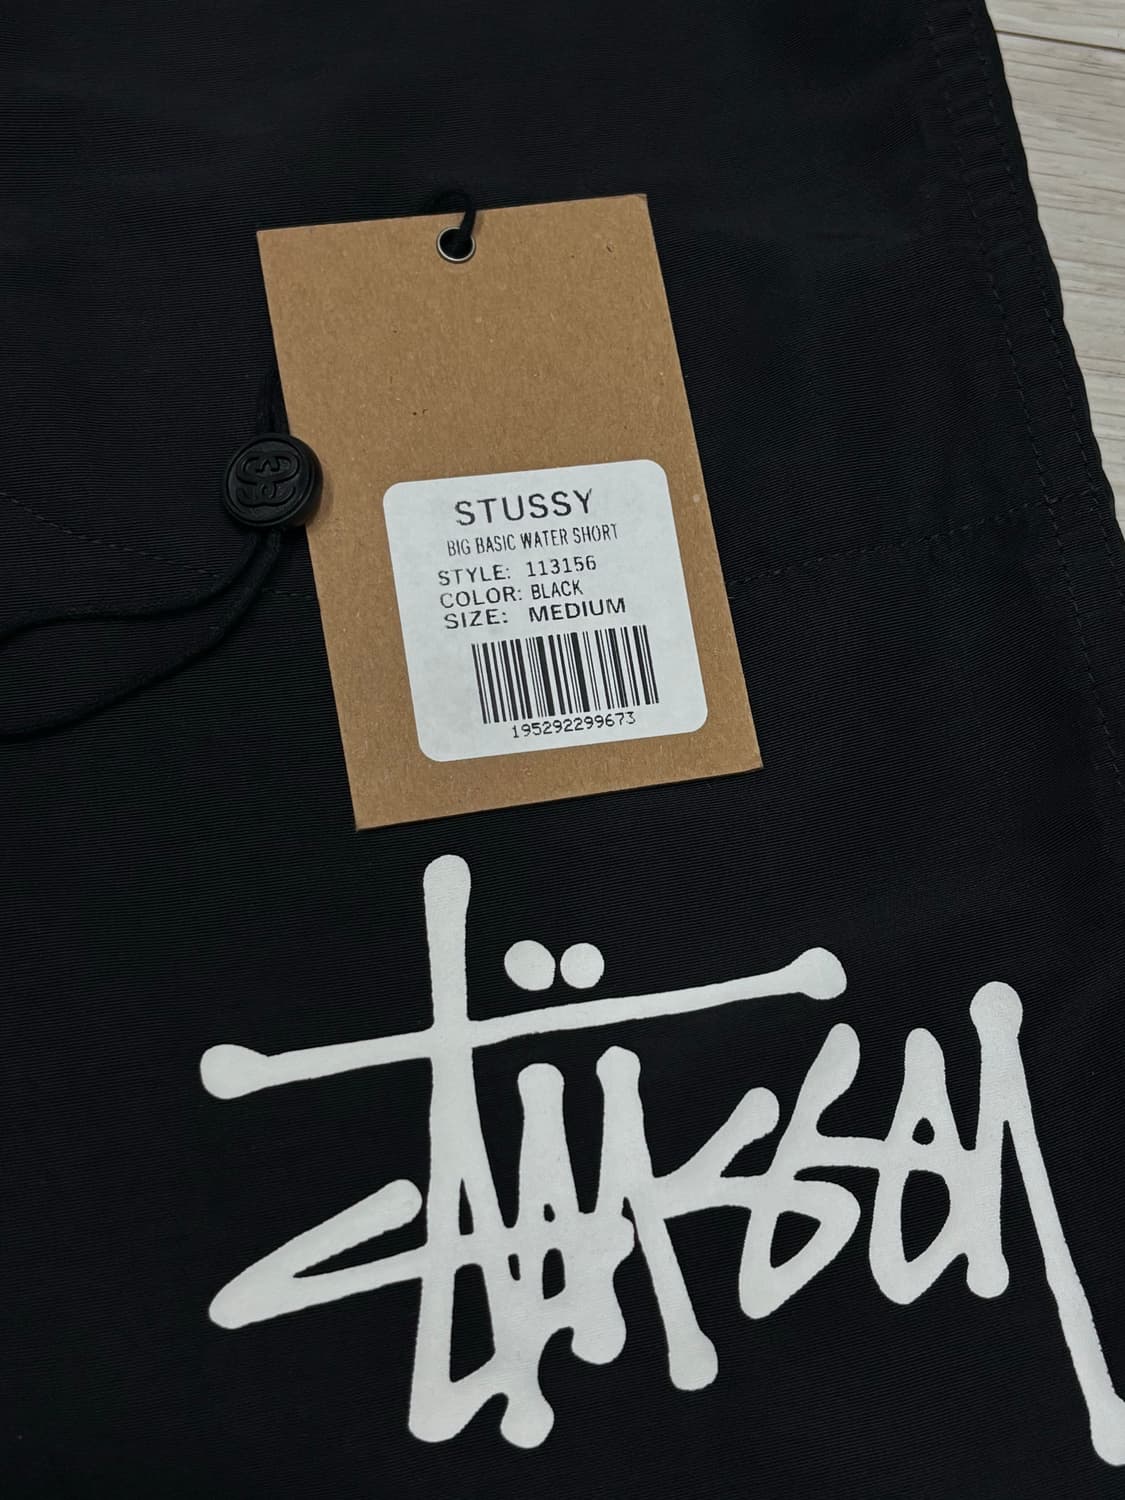 STUSSY
BIG BASIC WATER SHORT
STYLE: 113156
COLOR: BLACK
SIZE: MEDIUM
195292299673
Stüssy